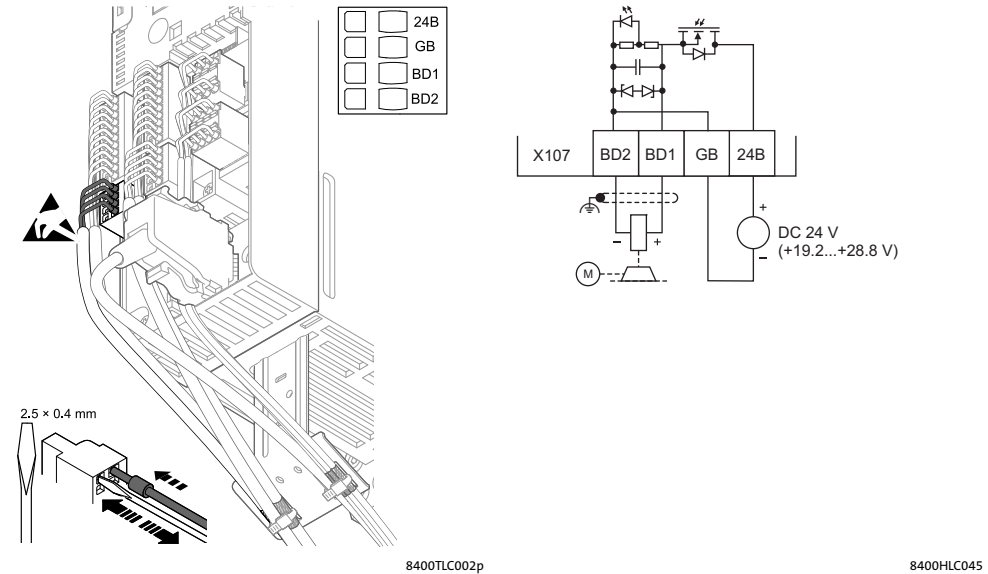 24B
GB
BD1
BD2
2.5 × 0.4 mm
8400TLC002p
X107 BD2 BD1 GB 24B
+
DC 24 V
(+19.2...+28.8 V)
–
– +
M
8400HLC045